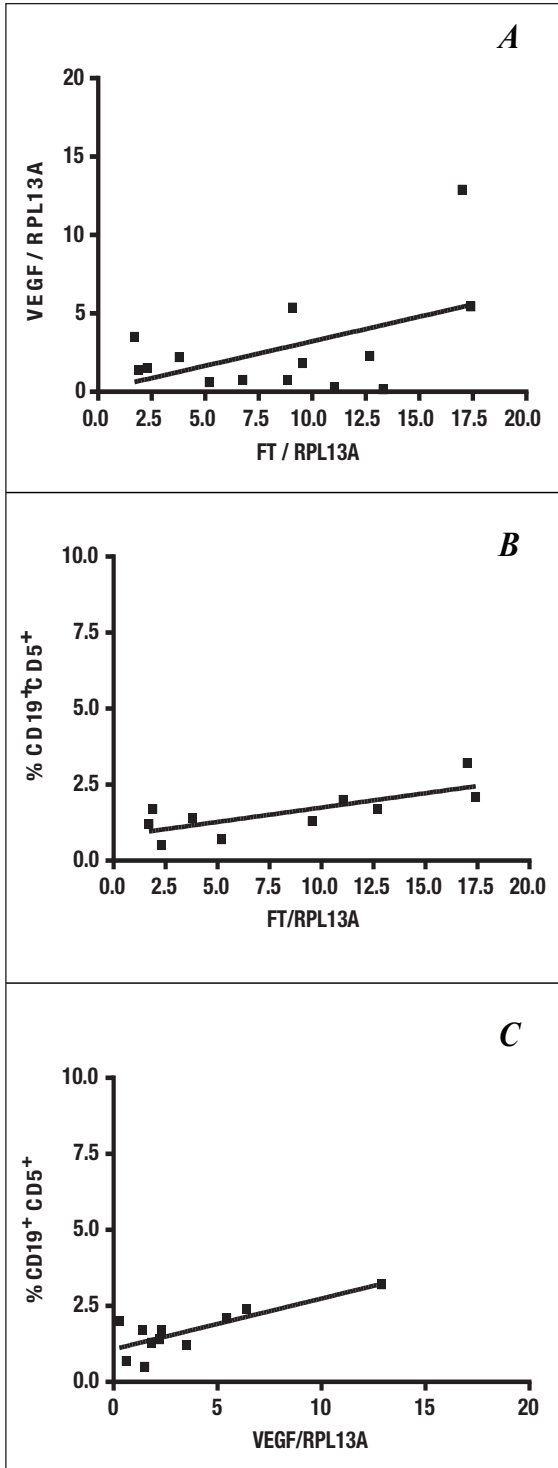 A
20
15
10
5
0
VEGF / RPL13A
0.0 2.5 5.0 7.5 10.0 12.5 15.0 17.5 20.0
FT / RPL13A
B
10.0
7.5
5.0
2.5
0.0
% CD19⁺CD5⁺
0.0 2.5 5.0 7.5 10.0 12.5 15.0 17.5 20.0
FT/RPL13A
C
10.0
7.5
5.0
2.5
0.0
% CD19⁺ CD5⁺
0 5 10 15 20
VEGF/RPL13A